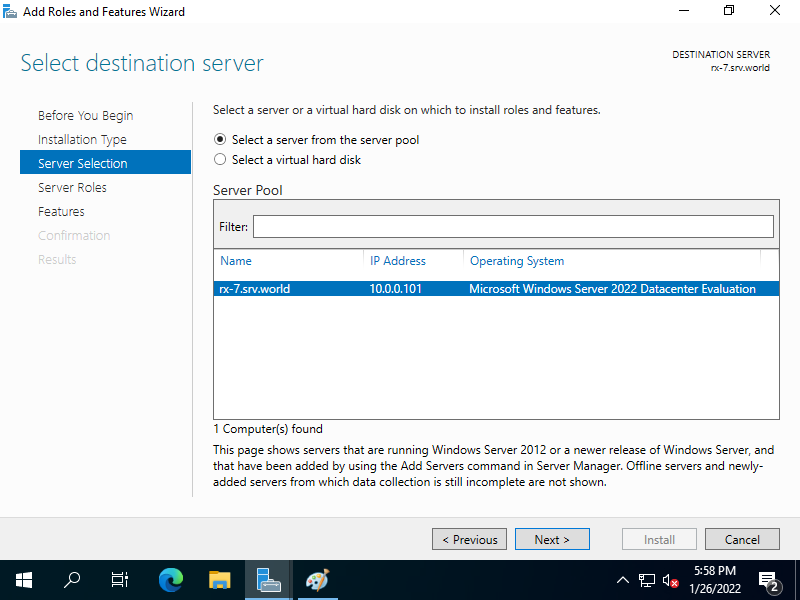 Add Roles and Features Wizard
Select destination server
DESTINATION SERVER
rx-7.srv.world
Before You Begin
Installation Type
Server Selection
Server Roles
Features
Confirmation
Results
Select a server or a virtual hard disk on which to install roles and features.
Select a server from the server pool
Select a virtual hard disk
Server Pool
Filter:
Name IP Address Operating System
rx-7.srv.world 10.0.0.101 Microsoft Windows Server 2022 Datacenter Evaluation
1 Computer(s) found
This page shows servers that are running Windows Server 2012 or a newer release of Windows Server, and
that have been added by using the Add Servers command in Server Manager. Offline servers and newly-
added servers from which data collection is still incomplete are not shown.
< Previous Next > Install Cancel
5:58 PM
1/26/2022
2